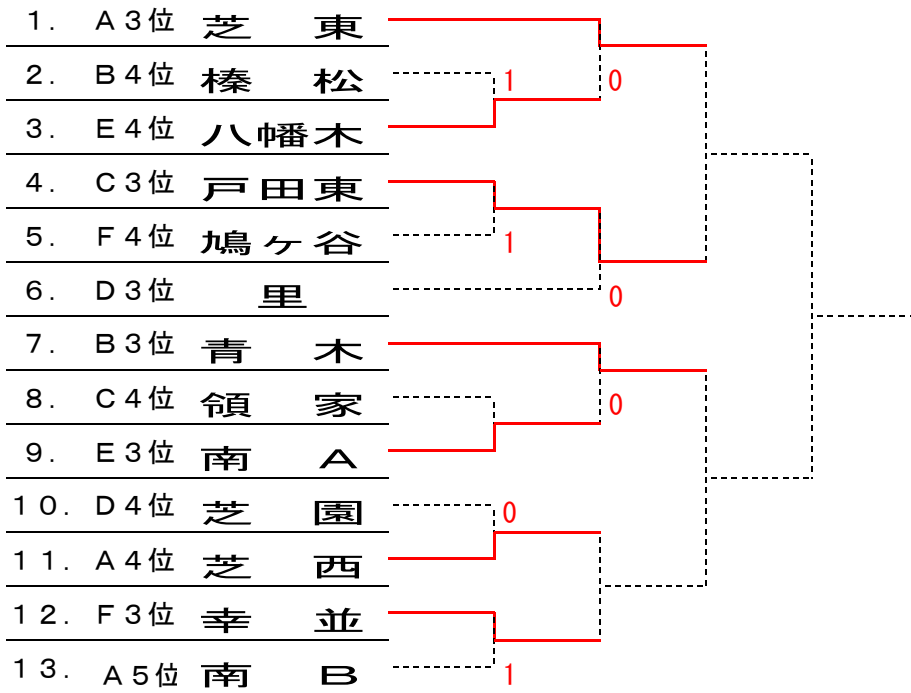 １． Ａ３位 芝 東
２． Ｂ４位 榛 松 1 0
３． Ｅ４位 八幡木
４． Ｃ３位 戸田東
５． Ｆ４位 鳩ヶ谷 1
６． Ｄ３位 里 0
７． Ｂ３位 青 木
８． Ｃ４位 領 家 0
９． Ｅ３位 南 Ａ
１０． Ｄ４位 芝 園 0
１１． Ａ４位 芝 西
１２． Ｆ３位 幸 並
１３． Ａ５位 南 Ｂ 1